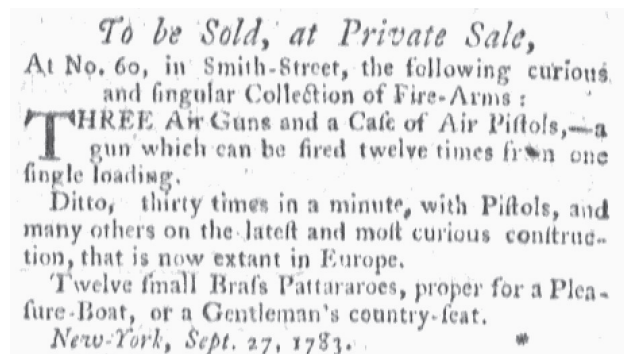 To be Sold, at Private Sale,
At No. 60, in Smith-Street, the following curious
and ſingular Collection of Fire-Arms :
THREE Air Guns and a Caſe of Air Piſtols,—a
gun which can be fired twelve times from one
ſingle loading.
Ditto, thirty times in a minute, with Piſtols, and
many others on the lateſt and moſt curious conſtruc-
tion, that is now extant in Europe.
Twelve ſmall Braſs Pattararoes, proper for a Plea-
ſure-Boat, or a Gentleman's country-ſeat.
New-York, Sept. 27, 1783. *